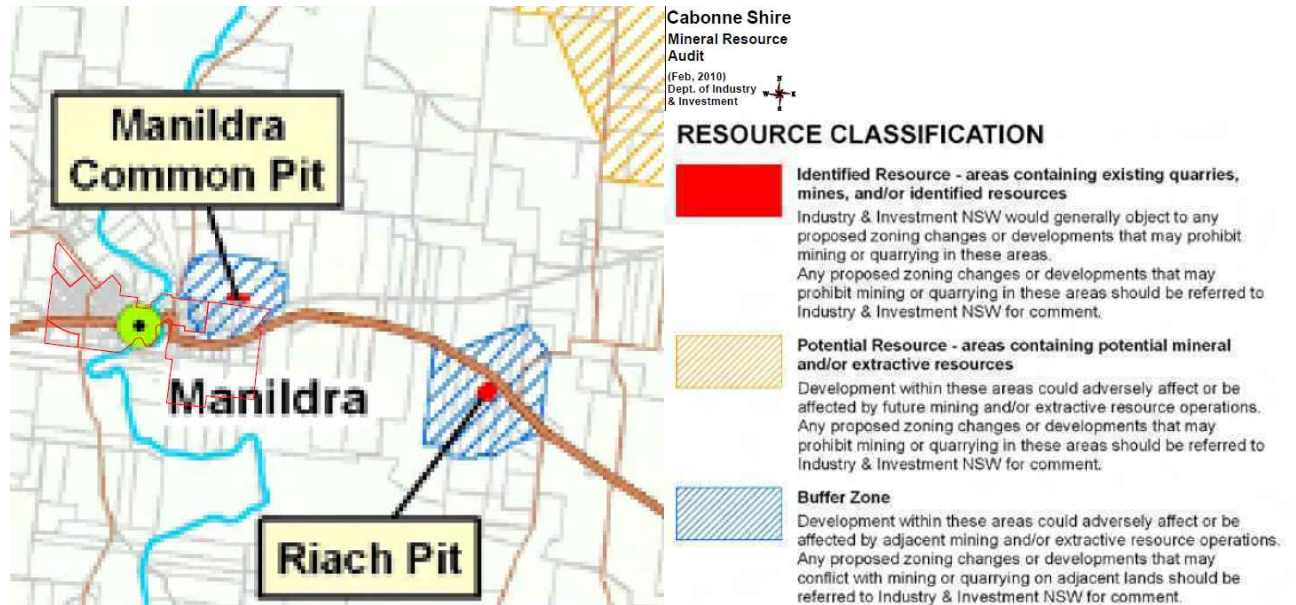 Manildra
Common Pit
Manildra
Riach Pit
Cabonne Shire
Mineral Resource
Audit
(Feb, 2010)
Dept. of Industry
& Investment
N
W E
S
RESOURCE CLASSIFICATION
Identified Resource - areas containing existing quarries,
mines, and/or identified resources
Industry & Investment NSW would generally object to any
proposed zoning changes or developments that may prohibit
mining or quarrying in these areas.
Any proposed zoning changes or developments that may
prohibit mining or quarrying in these areas should be referred to
Industry & Investment NSW for comment.
Potential Resource - areas containing potential mineral
and/or extractive resources
Development within these areas could adversely affect or be
affected by future mining and/or extractive resource operations.
Any proposed zoning changes or developments that may
prohibit mining or quarrying in these areas should be referred to
Industry & Investment NSW for comment.
Buffer Zone
Development within these areas could adversely affect or be
affected by adjacent mining and/or extractive resource operations.
Any proposed zoning changes or developments that may
conflict with mining or quarrying on adjacent lands should be
referred to Industry & Investment NSW for comment.